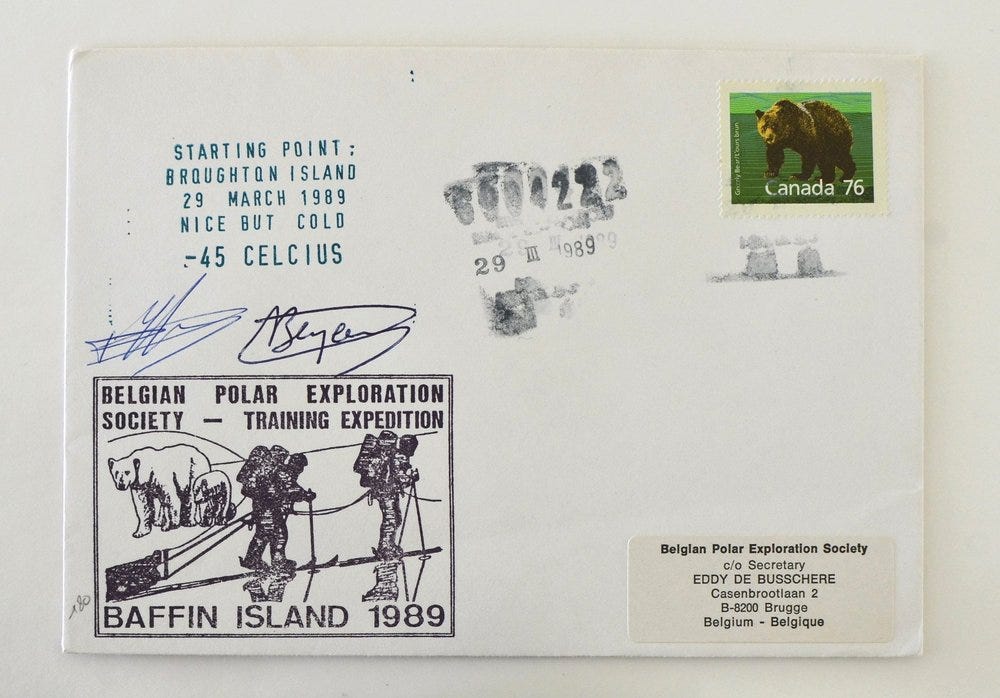 STARTING POINT:
BROUGHTON ISLAND
29 MARCH 1989
NICE BUT COLD
-45 CELCIUS
29 III 1989
Grizzly Bear/L'ours brun
Canada 76
BELGIAN POLAR EXPLORATION
SOCIETY — TRAINING EXPEDITION
BAFFIN ISLAND 1989
Belgian Polar Exploration Society
c/o Secretary
EDDY DE BUSSCHERE
Casenbrootlaan 2
B-8200 Brugge
Belgium - Belgique